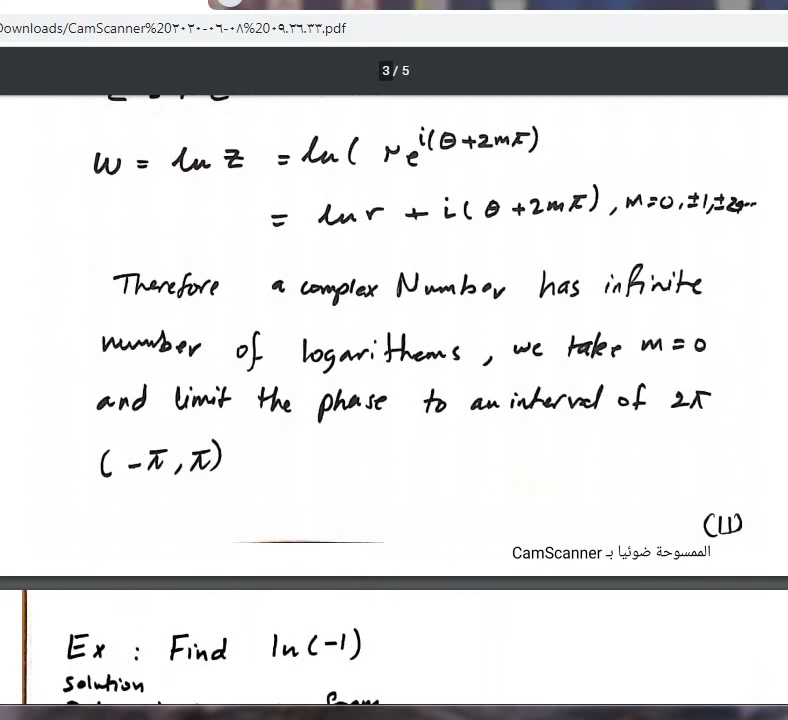 Downloads/CamScanner%20٢٠٢٠-٠٦-٠٨%20٠٩.٢٦.٣٣.pdf
3 / 5
w = ln z = ln ( r e^i(θ+2mπ)
= ln r + i ( θ + 2mπ ) , m=0, ±1, ±2,...
Therefore a complex Number has infinite
number of logarithems , we take m = 0
and limit the phase to an interval of 2π
( -π , π )
(11)
الممسوحة ضوئيا بـ CamScanner
Ex : Find ln(-1)
Solution